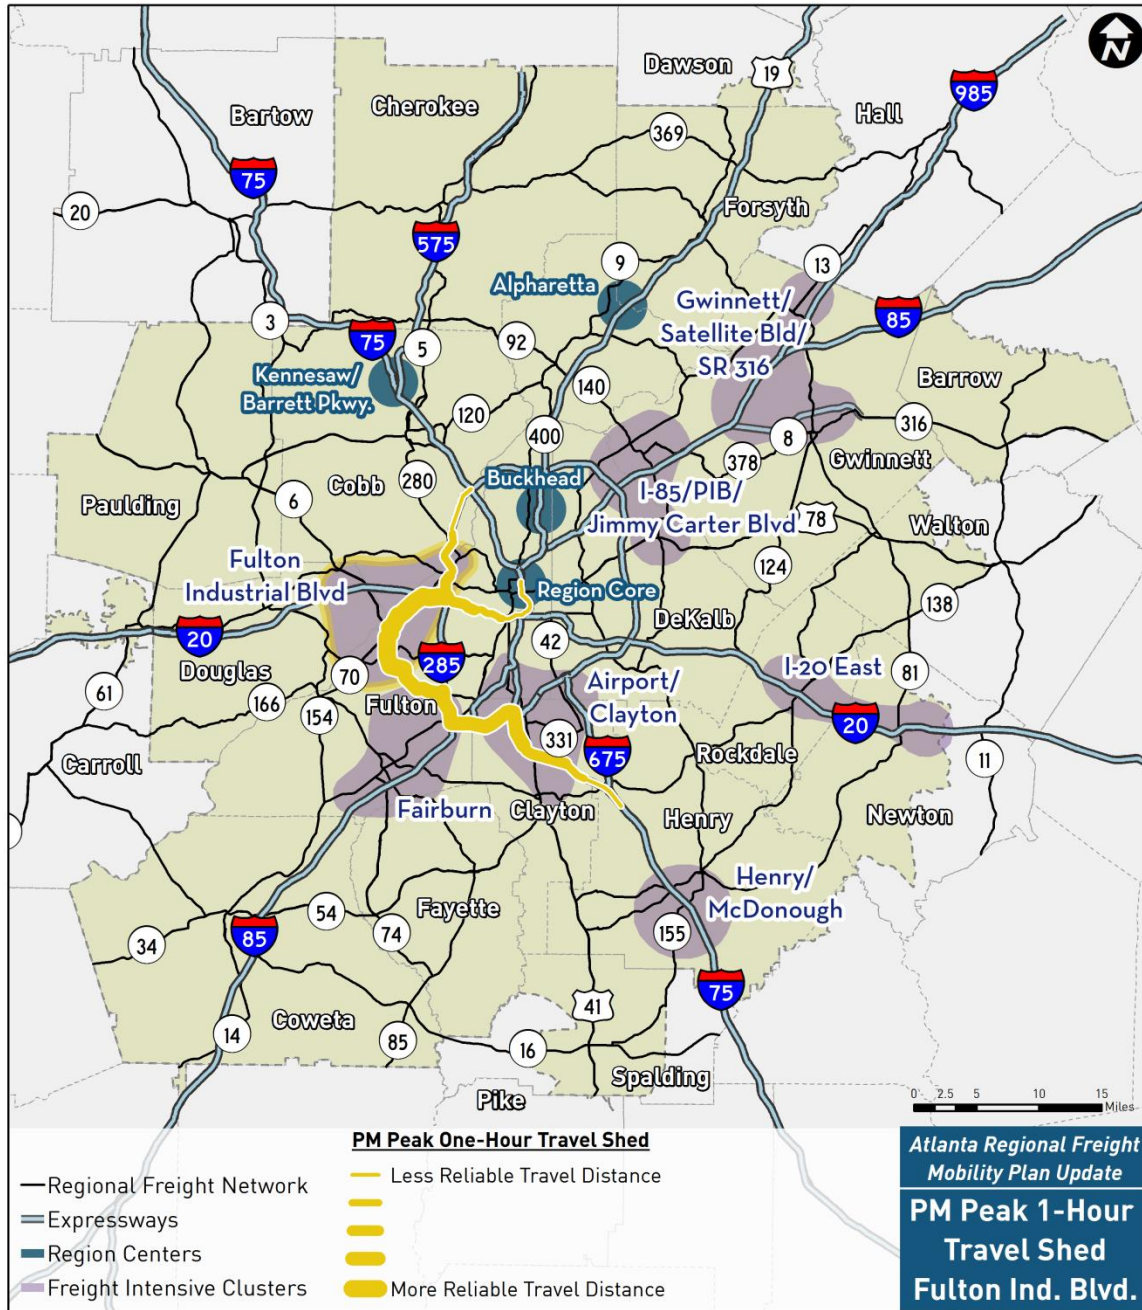 N
Dawson
19
985
Hall
Cherokee
Bartow
369
75
20
575
Forsyth
9
13
Alpharetta
Gwinnett/
Satellite Bld/
SR 316
85
3
75
5
92
Kennesaw/
Barrett Pkwy.
140
Barrow
120
400
316
8
378
Gwinnett
Cobb
280
Buckhead
I-85/PIB/
Jimmy Carter Blvd
78
Paulding
6
Walton
Fulton
Industrial Blvd
124
Region Core
138
DeKalb
42
20
Douglas
285
I-20 East
81
70
Airport/
Clayton
61
166
154
Fulton
331
675
20
Rockdale
11
Carroll
Fairburn
Clayton
Henry
Newton
Henry/
McDonough
54
Fayette
34
85
74
155
75
41
Coweta
14
85
16
Spalding
Pike
0 2.5 5 10 15
Miles
PM Peak One-Hour Travel Shed
Less Reliable Travel Distance
More Reliable Travel Distance
Regional Freight Network
Expressways
Region Centers
Freight Intensive Clusters
Atlanta Regional Freight
Mobility Plan Update
PM Peak 1-Hour
Travel Shed
Fulton Ind. Blvd.